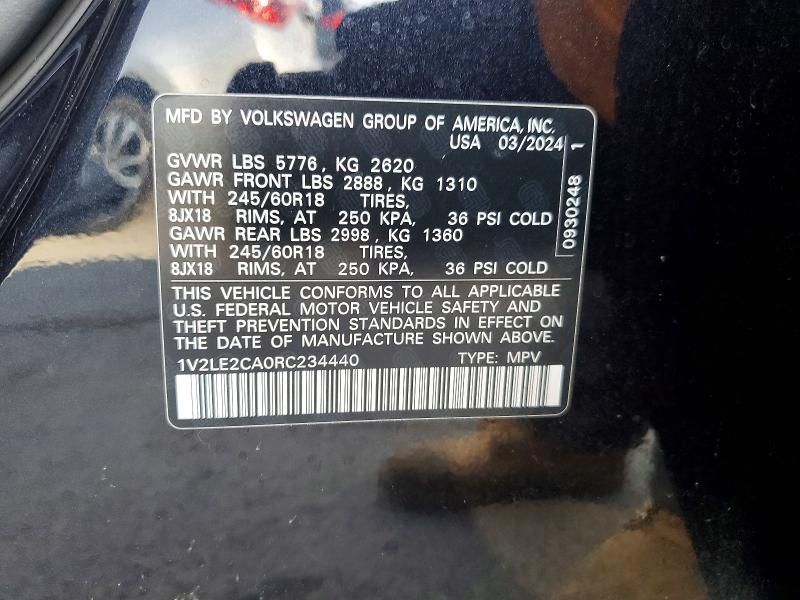 MFD BY VOLKSWAGEN GROUP OF AMERICA, INC.
USA 03/2024
GVWR LBS 5776, KG 2620
GAWR FRONT LBS 2888, KG 1310
WITH 245/60R18 TIRES,
8JX18 RIMS, AT 250 KPA, 36 PSI COLD
GAWR REAR LBS 2998, KG 1360
WITH 245/60R18 TIRES,
8JX18 RIMS, AT 250 KPA, 36 PSI COLD
THIS VEHICLE CONFORMS TO ALL APPLICABLE
U.S. FEDERAL MOTOR VEHICLE SAFETY AND
THEFT PREVENTION STANDARDS IN EFFECT ON
THE DATE OF MANUFACTURE SHOWN ABOVE.
1V2LE2CA0RC234440 TYPE: MPV
0930248 1